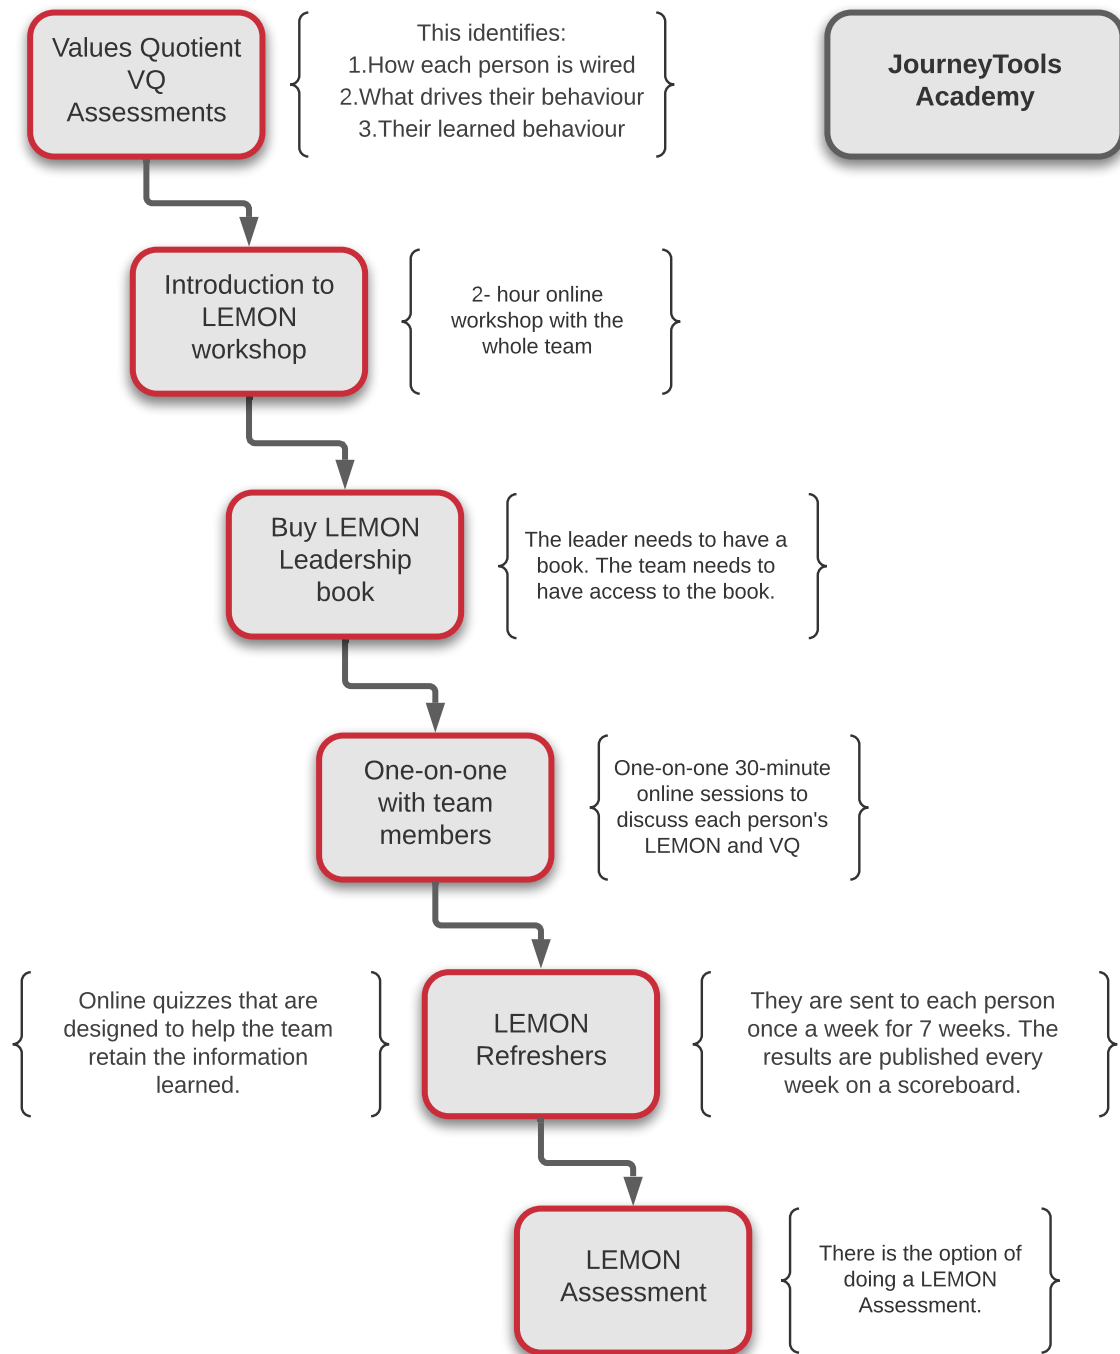 Values Quotient
VQ
Assessments
This identifies:
1.How each person is wired
2.What drives their behaviour
3.Their learned behaviour
JourneyTools
Academy
Introduction to
LEMON
workshop
2- hour online
workshop with the
whole team
Buy LEMON
Leadership
book
The leader needs to have a
book. The team needs to
have access to the book.
One-on-one
with team
members
One-on-one 30-minute
online sessions to
discuss each person's
LEMON and VQ
Online quizzes that are
designed to help the team
retain the information
learned.
LEMON
Refreshers
They are sent to each person
once a week for 7 weeks. The
results are published every
week on a scoreboard.
LEMON
Assessment
There is the option of
doing a LEMON
Assessment.